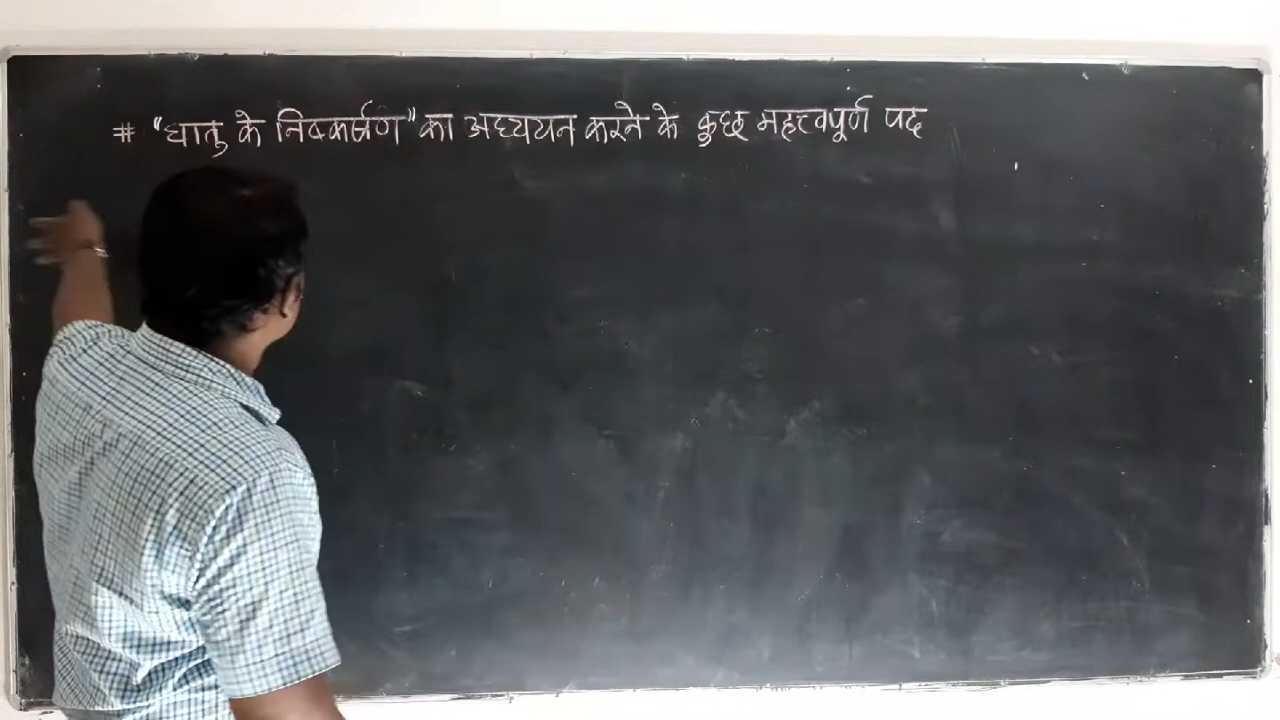 # "धातु के निष्कर्षण" का अध्ययन करने के कुछ महत्त्वपूर्ण पद